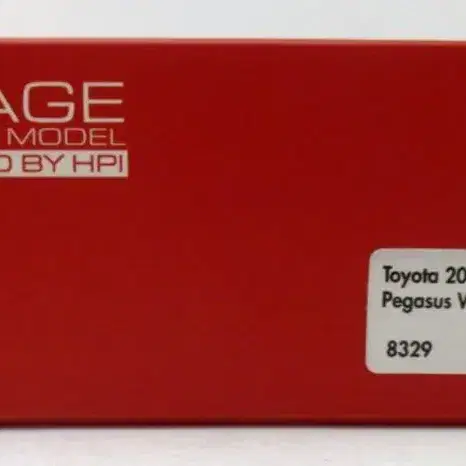 AGE
MODEL
D BY HPI
Toyota 20
Pegasus V
8329